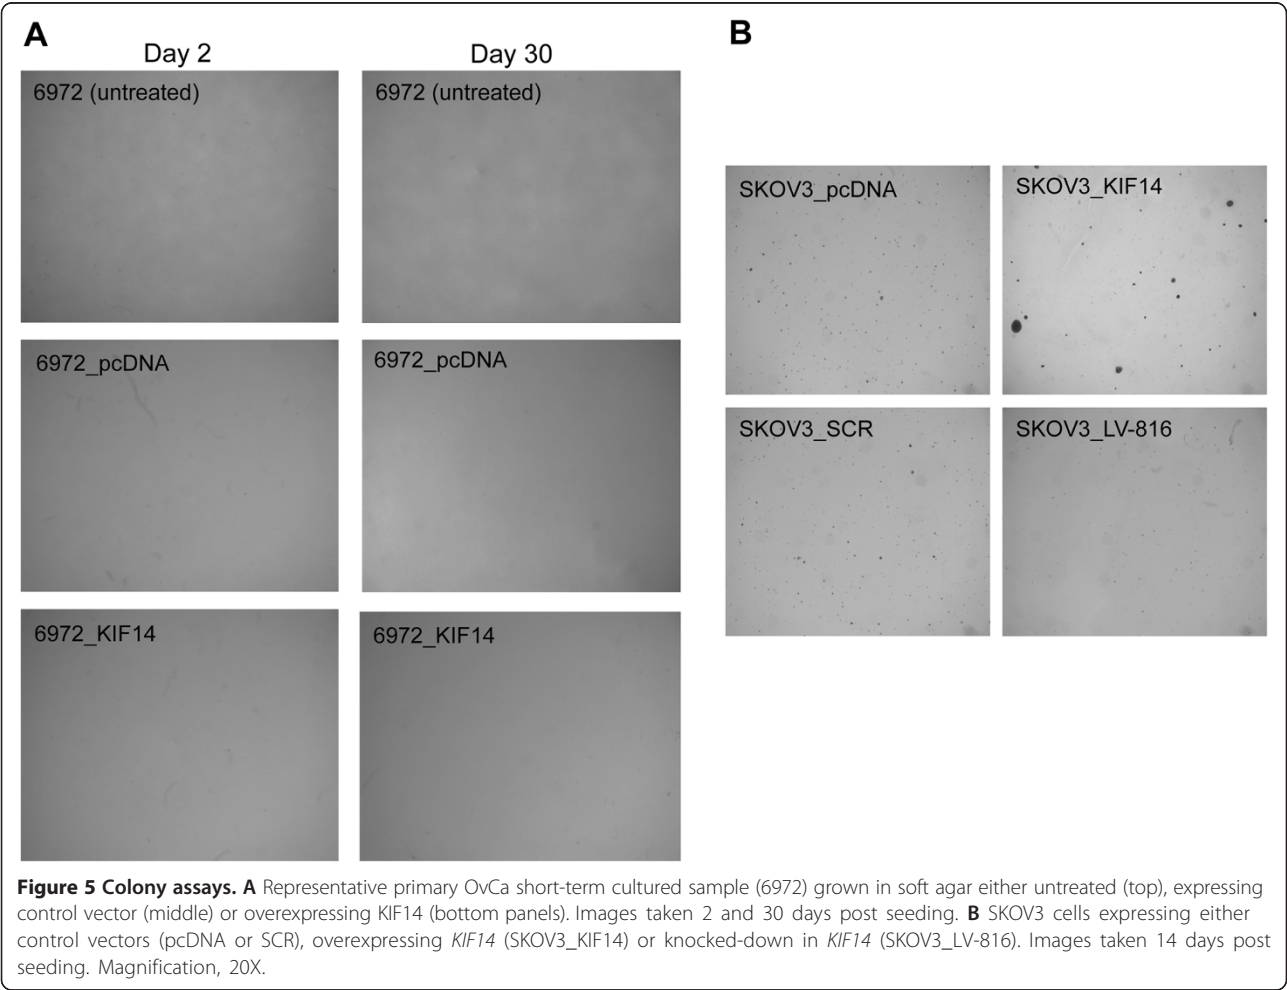 A
B
Day 2
Day 30
6972 (untreated)
6972 (untreated)
6972_pcDNA
6972_pcDNA
6972_KIF14
6972_KIF14
SKOV3_pcDNA
SKOV3_KIF14
SKOV3_SCR
SKOV3_LV-816
Figure 5 Colony assays. A Representative primary OvCa short-term cultured sample (6972) grown in soft agar either untreated (top), expressing
control vector (middle) or overexpressing KIF14 (bottom panels). Images taken 2 and 30 days post seeding. B SKOV3 cells expressing either
control vectors (pcDNA or SCR), overexpressing KIF14 (SKOV3_KIF14) or knocked-down in KIF14 (SKOV3_LV-816). Images taken 14 days post
seeding. Magnification, 20X.